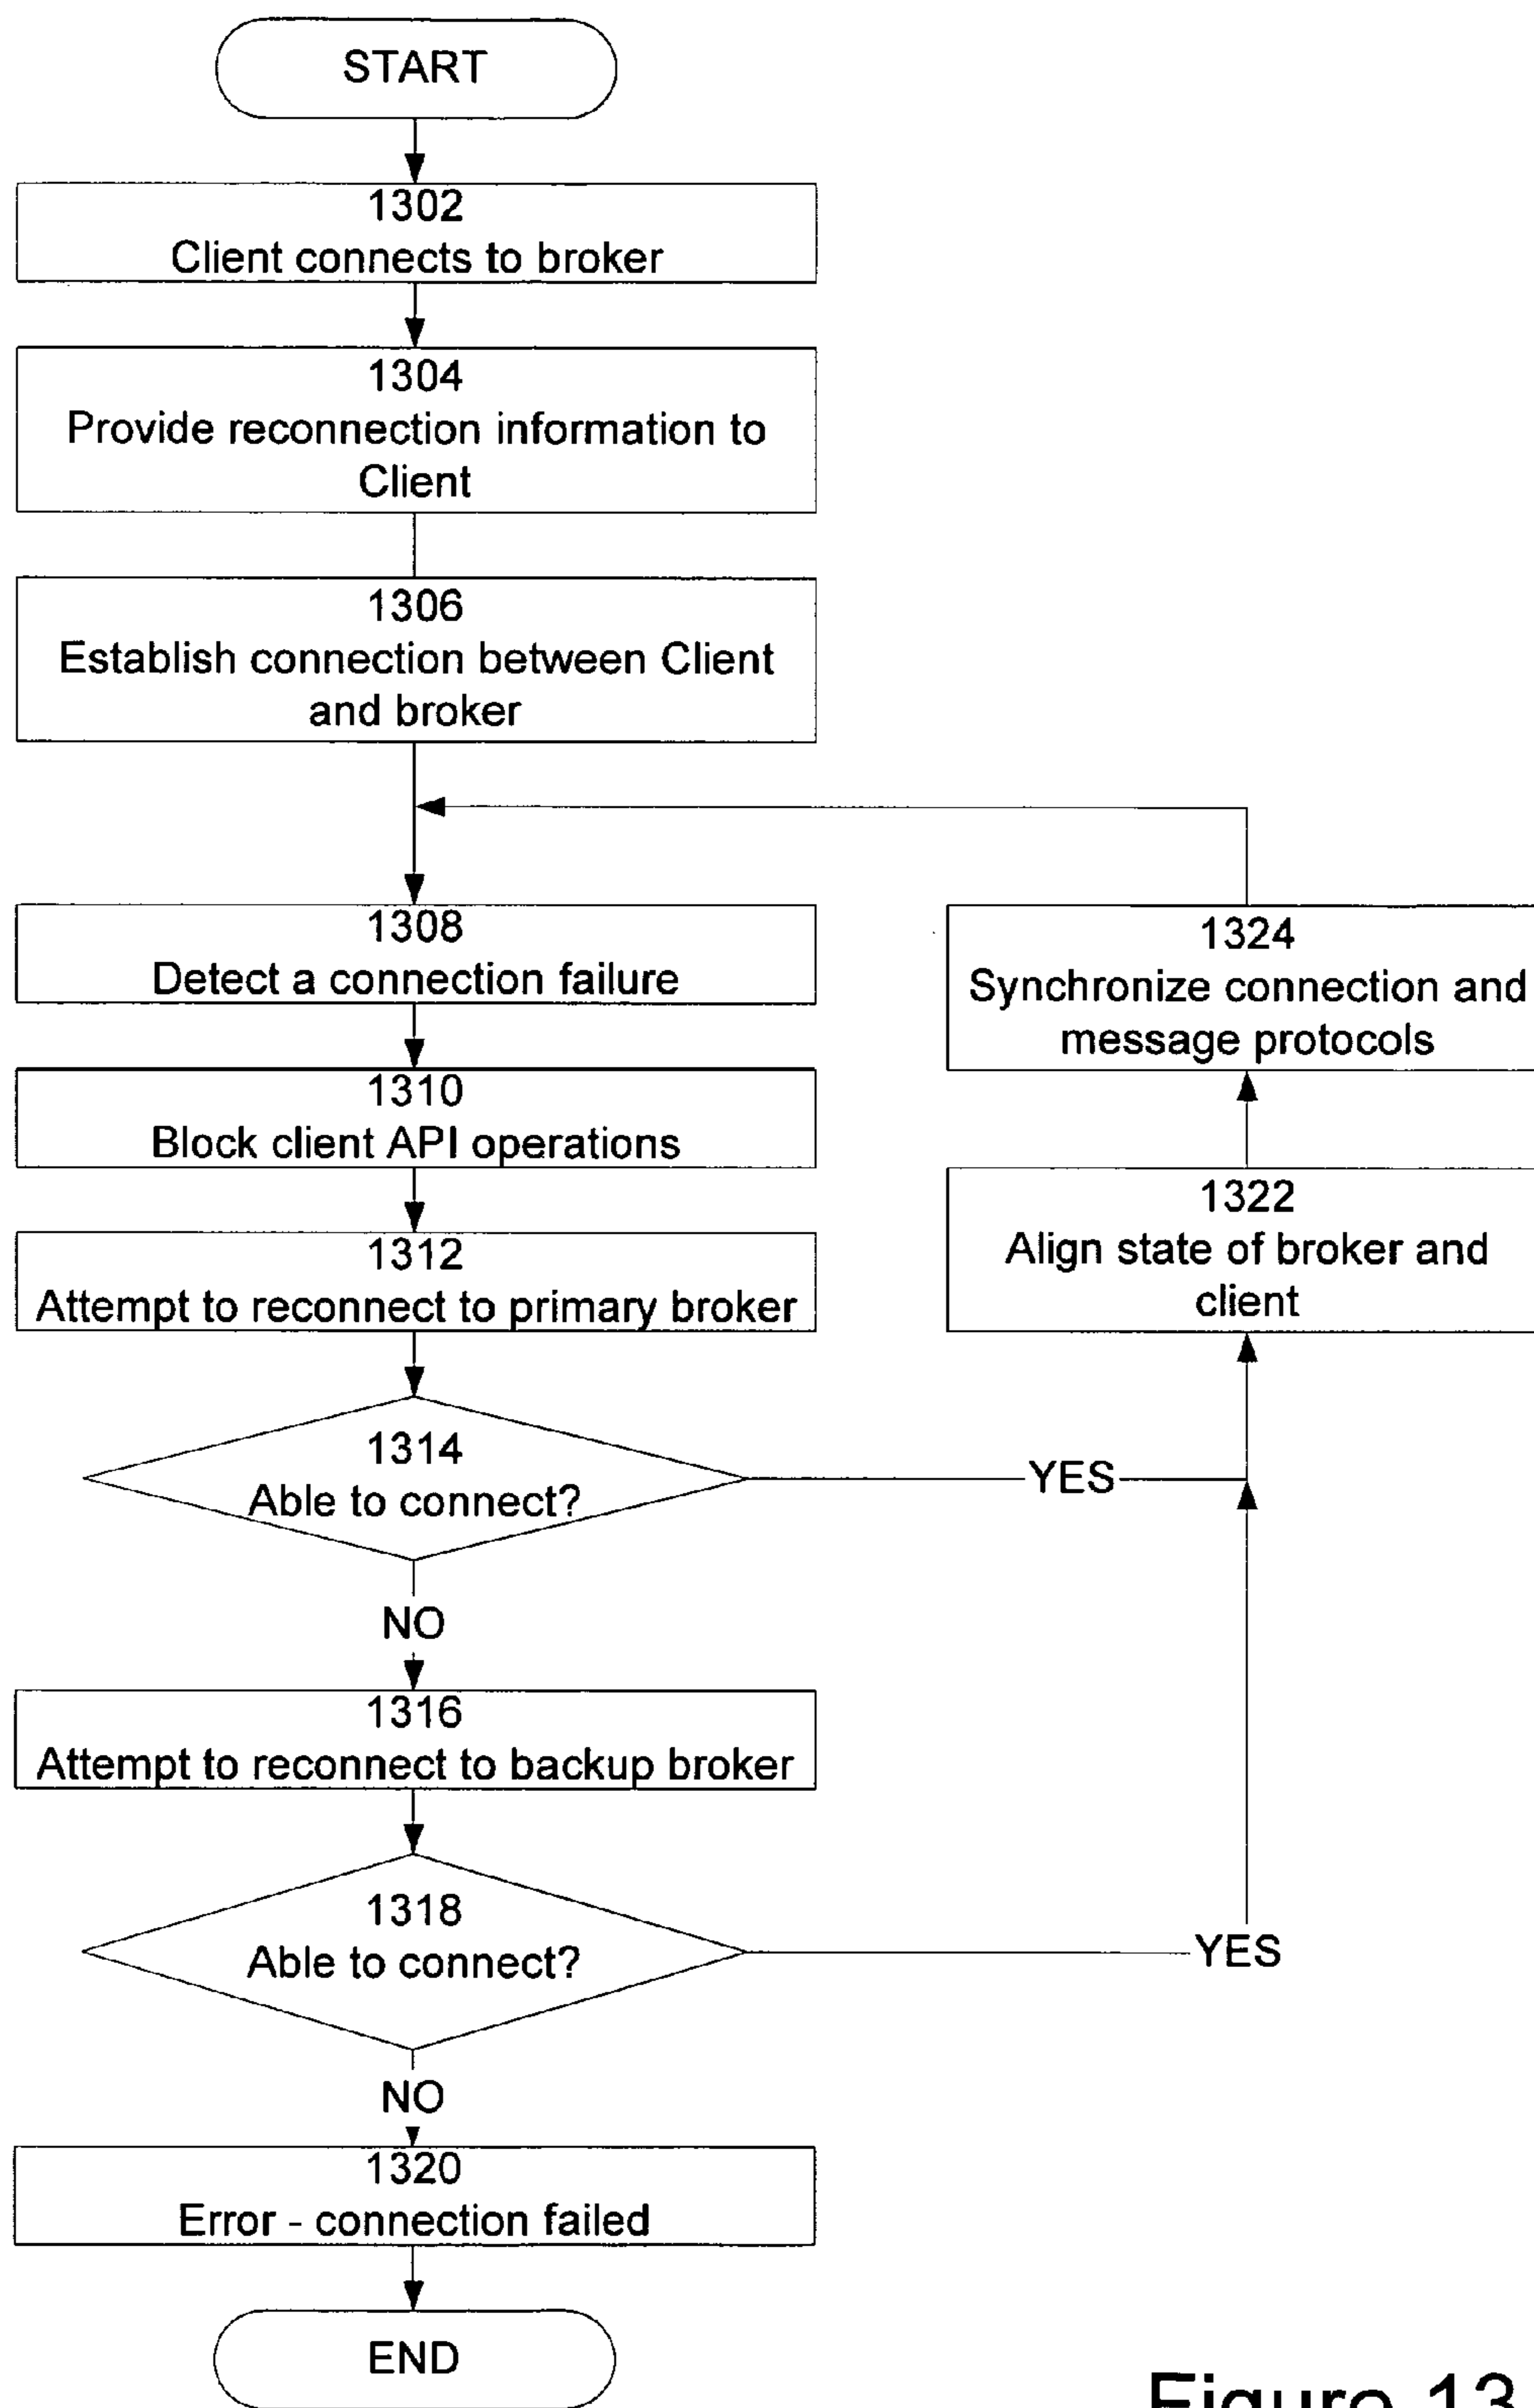 START
1302
Client connects to broker
1304
Provide reconnection information to
Client
1306
Establish connection between Client
and broker
1308
Detect a connection failure
1310
Block client API operations
1312
Attempt to reconnect to primary broker
1314
Able to connect?
YES
NO
1316
Attempt to reconnect to backup broker
1318
Able to connect?
YES
NO
1320
Error - connection failed
END
1324
Synchronize connection and
message protocols
1322
Align state of broker and
client
Figure 13